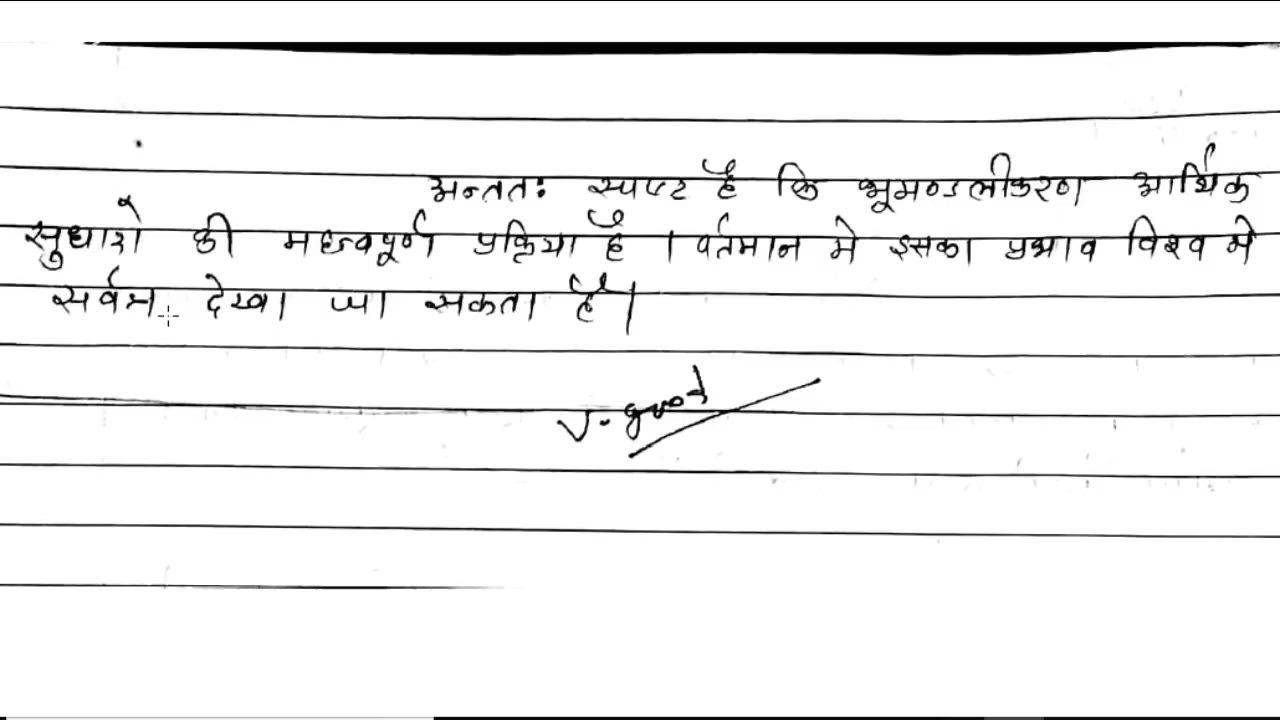 अन्ततः स्पष्ट है कि भूमण्डलीकरण आर्थिक
सुधारो की महत्वपूर्ण प्रक्रिया है । वर्तमान मे इसका प्रभाव विश्व मे
सर्वत्र देखा जा सकता है।
V. good